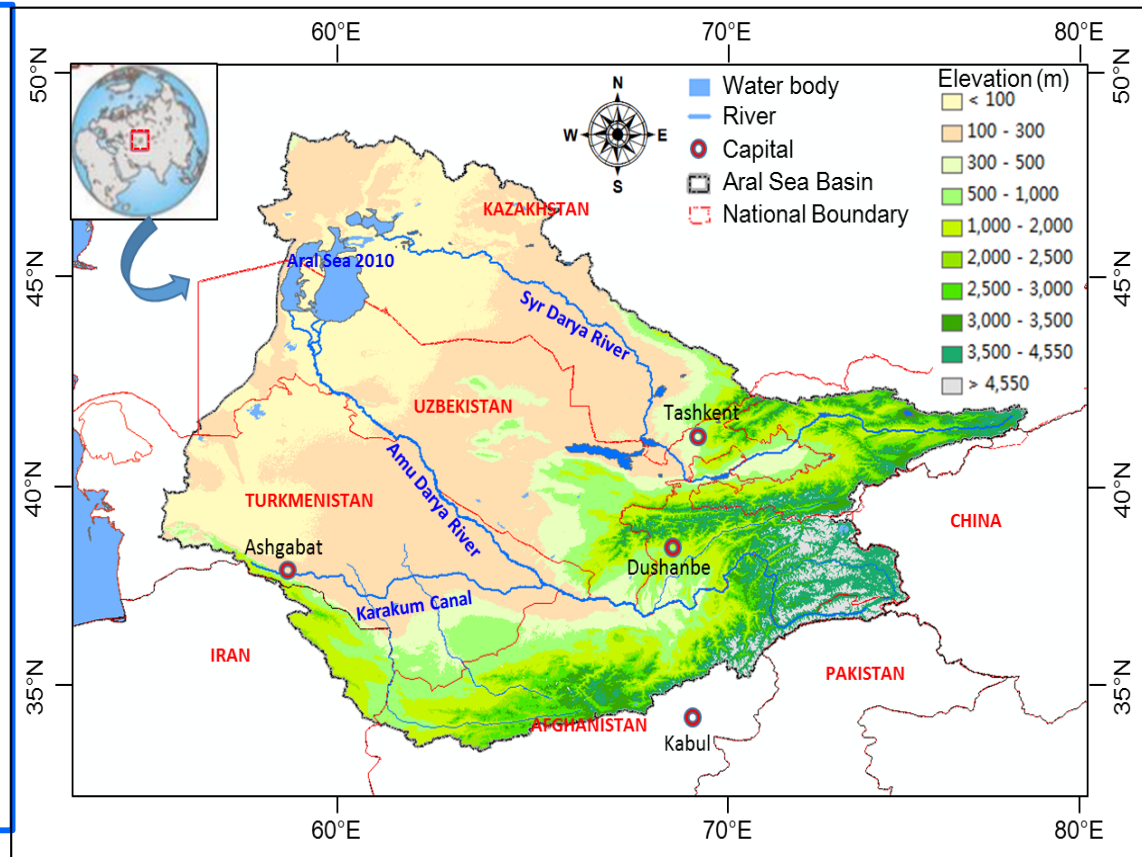 60°E
70°E
80°E
50°N
45°N
40°N
35°N
50°N
45°N
40°N
35°N
60°E
70°E
80°E
N
W
E
S
Water body
River
Capital
Aral Sea Basin
National Boundary
Elevation (m)
< 100
100 - 300
300 - 500
500 - 1,000
1,000 - 2,000
2,000 - 2,500
2,500 - 3,000
3,000 - 3,500
3,500 - 4,550
> 4,550
KAZAKHSTAN
Aral Sea 2010
Syr Darya River
UZBEKISTAN
Tashkent
Amu Darya River
TURKMENISTAN
CHINA
Ashgabat
Dushanbe
Karakum Canal
IRAN
PAKISTAN
AFGHANISTAN
Kabul